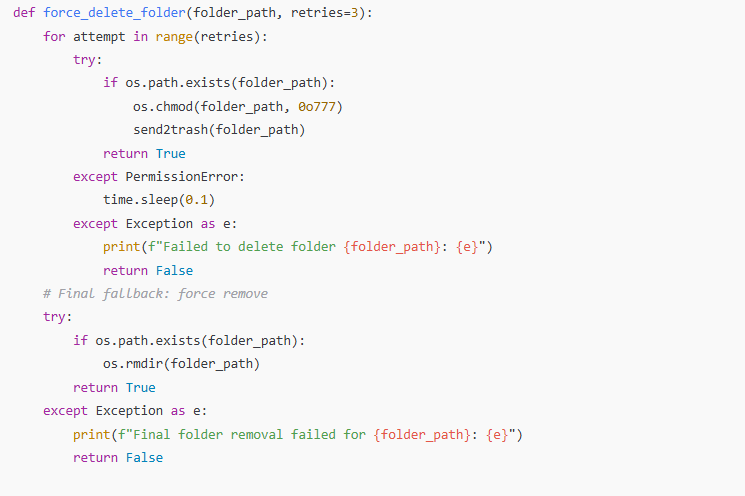 def force_delete_folder(folder_path, retries=3):
    for attempt in range(retries):
        try:
            if os.path.exists(folder_path):
                os.chmod(folder_path, 0o777)
                send2trash(folder_path)
            return True
        except PermissionError:
            time.sleep(0.1)
        except Exception as e:
            print(f"Failed to delete folder {folder_path}: {e}")
            return False
    # Final fallback: force remove
    try:
        if os.path.exists(folder_path):
            os.rmdir(folder_path)
        return True
    except Exception as e:
        print(f"Final folder removal failed for {folder_path}: {e}")
        return False